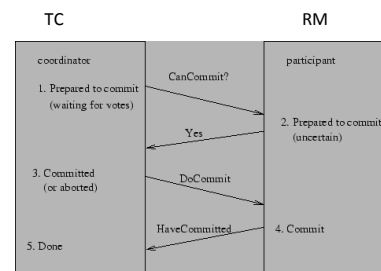 TC
RM
coordinator
participant
CanCommit?
1. Prepared to commit
(waiting for votes)
2. Prepared to commit
(uncertain)
Yes
3. Committed
(or aborted)
DoCommit
HaveCommitted
4. Commit
5. Done